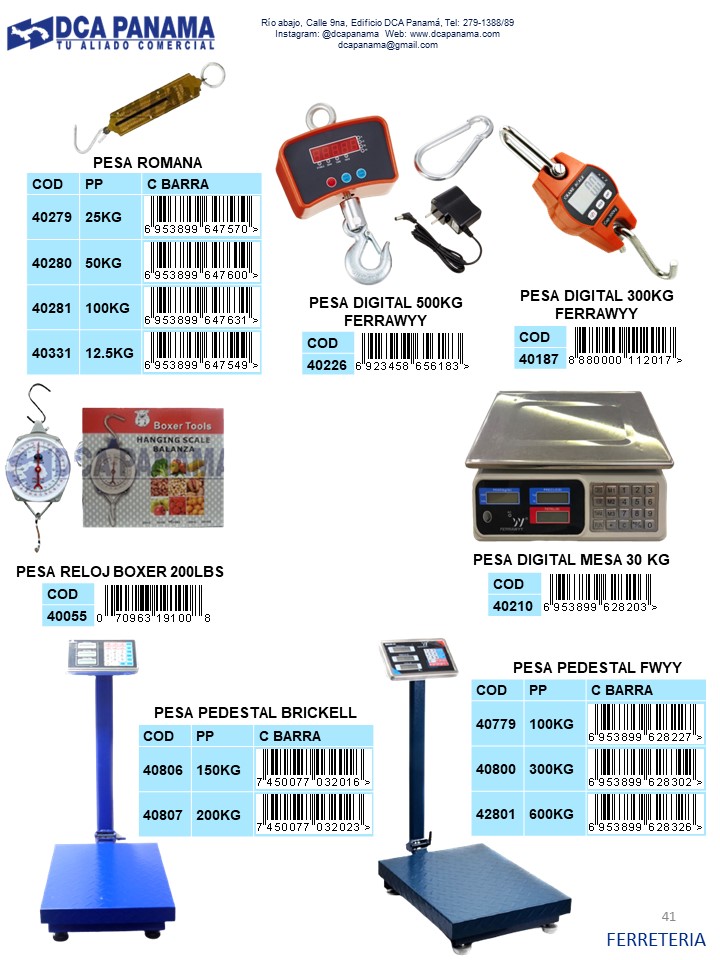 DCA PANAMA
TU ALIADO COMERCIAL
Río abajo, Calle 9na, Edificio DCA Panamá, Tel: 279-1388/89
Instagram: @dcapanama Web: www.dcapanama.com
dcapanama@gmail.com
PESA ROMANA
COD PP C BARRA
40279 25KG 6 953899 647570 >
40280 50KG 6 953899 647600 >
40281 100KG 6 953899 647631 >
40331 12.5KG 6 953899 647549 >
PESA DIGITAL 500KG
FERRAWYY
COD
40226 6 923458 656183 >
CRANE SCALE
PESA DIGITAL 300KG
FERRAWYY
COD
40187 8 880000 112017 >
Boxer Tools
HANGING SCALE
BALANZA
DCA PANAMA
PESA RELOJ BOXER 200LBS
COD
40055 0 70963 19100 8
FERRAWYY
PESA DIGITAL MESA 30 KG
COD
40210 6 953899 628203 >
PESA PEDESTAL BRICKELL
COD PP C BARRA
40806 150KG 7 450077 032016 >
40807 200KG 7 450077 032023 >
PESA PEDESTAL FWYY
COD PP C BARRA
40779 100KG 6 953899 628227 >
40800 300KG 6 953899 628302 >
42801 600KG 6 953899 628326 >
41
FERRETERIA